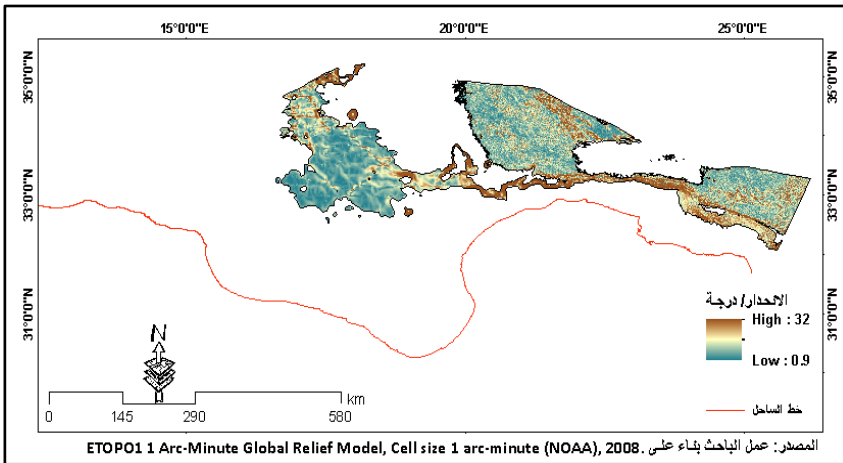 15°0'0"E
20°0'0"E
25°0'0"E
35°0'0"N
35°0'0"N
33°0'0"N
33°0'0"N
31°0'0"N
31°0'0"N
الانحدار/ درجة
High : 32
Low : 0.9
N
km
0 145 290 580
خط الساحل
المصدر: عمل الباحث بناء على ETOPO1 1 Arc-Minute Global Relief Model, Cell size 1 arc-minute (NOAA), 2008.